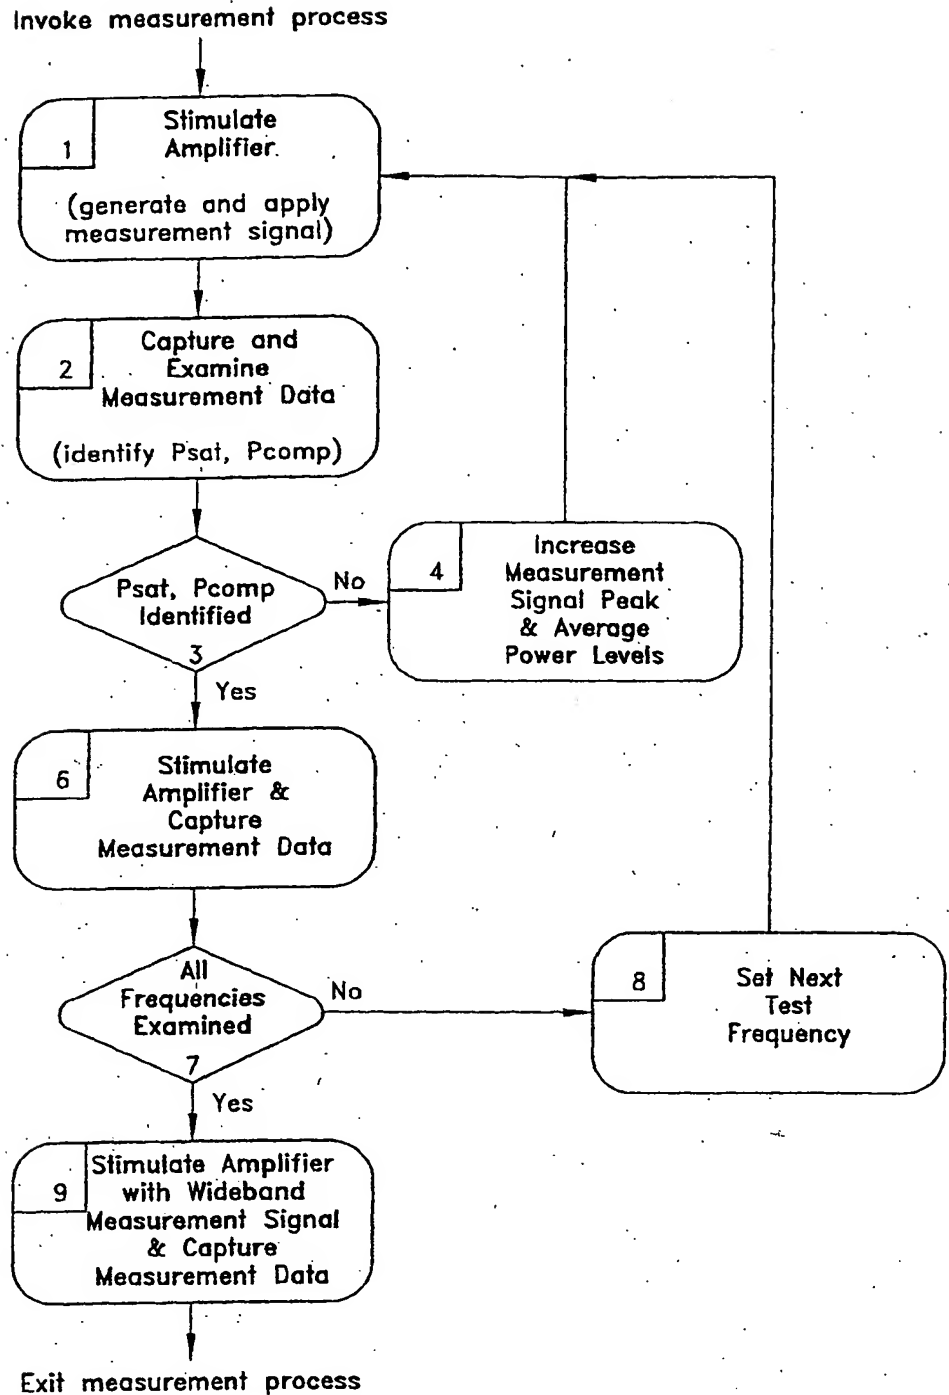 Invoke measurement process
1
Stimulate
Amplifier.
(generate and apply
measurement signal)
2
Capture and
Examine
Measurement Data
(identify Psat, Pcomp)
Psat, Pcomp
Identified
3
No
Yes
4
Increase
Measurement
Signal Peak
& Average
Power Levels
6
Stimulate
Amplifier &
Capture
Measurement Data
All
Frequencies
Examined
7
No
Yes
8
Set Next
Test
Frequency
9
Stimulate Amplifier
with Wideband
Measurement Signal
& Capture
Measurement Data
Exit measurement process